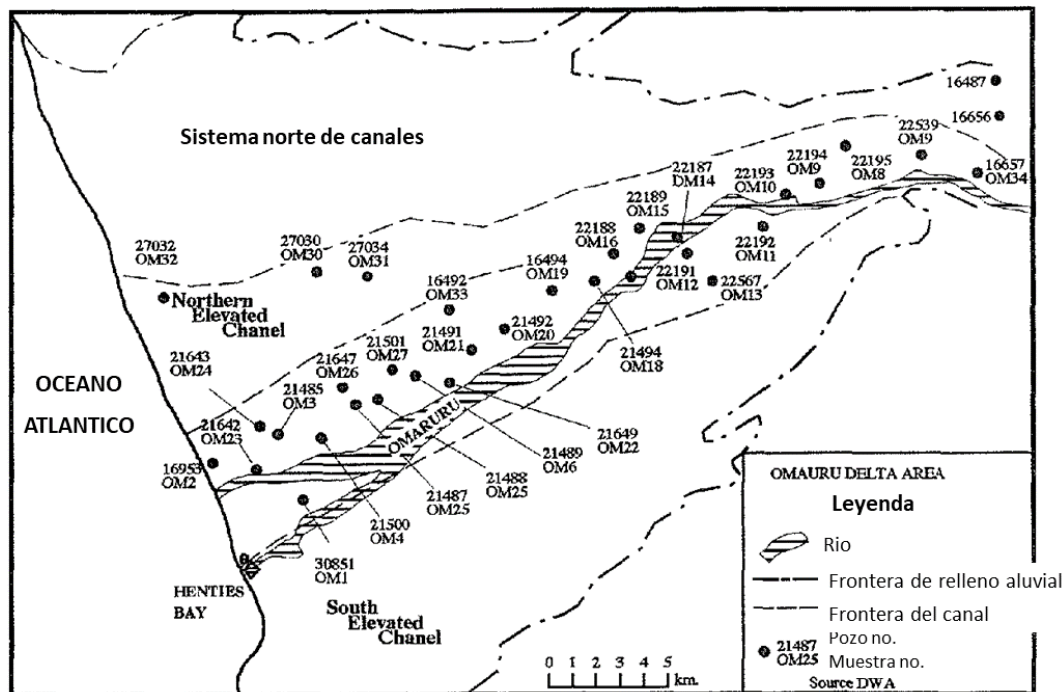 16487
16656
Sistema norte de canales
22539
OM9
22194
OM9
22187
DM14
22195
OM8
16657
OM34
22193
OM10
22189
OM15
22188
OM16
22192
OM11
27032
OM32
27030
OM30
27034
OM31
16494
OM19
22191
OM12
22567
OM13
16492
OM33
Northern
Elevated
Chanel
21491
OM21
21492
OM20
21501
OM27
21494
OM18
21643
OM24
21647
OM26
OCEANO
ATLANTICO
21485
OM3
OMARURU
21642
OM23
21649
OM22
21489
OM6
16953
OM2
21488
OM25
21487
OM25
21500
OM4
30851
OM1
HENTIES
BAY
South
Elevated
Chanel
0 1 2 3 4 5
km.
OMAURU DELTA AREA
Leyenda
Rio
Frontera de relleno aluvial
Frontera del canal
21487
OM25
Pozo no.
Muestra no.
Source DWA